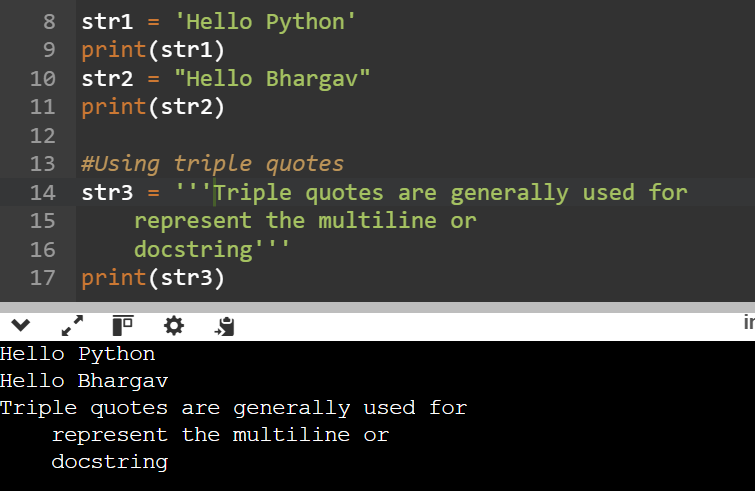 8 str1 = 'Hello Python'
9 print(str1)
10 str2 = "Hello Bhargav"
11 print(str2)
12
13 #Using triple quotes
14 str3 = '''Triple quotes are generally used for
15     represent the multiline or
16     docstring'''
17 print(str3)
Hello Python
Hello Bhargav
Triple quotes are generally used for
    represent the multiline or
    docstring